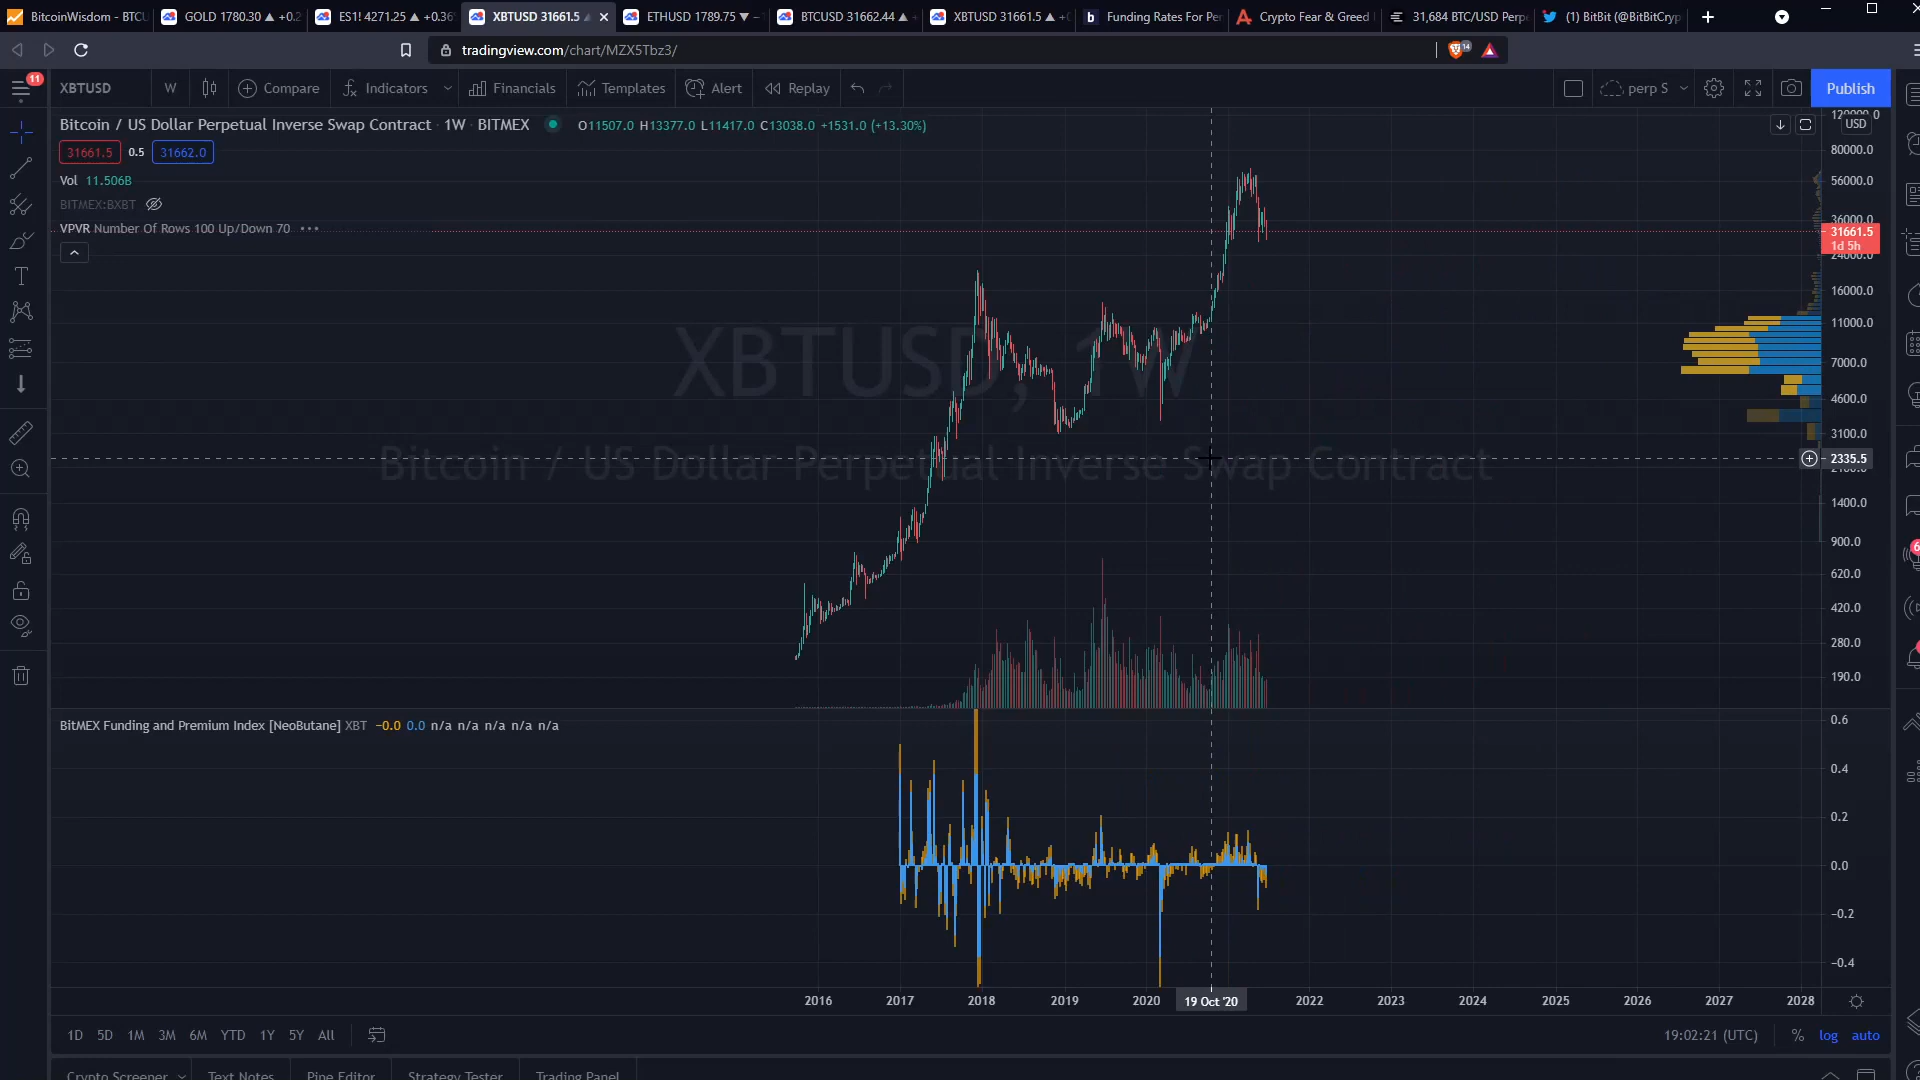 BitcoinWisdom - BTCU
GOLD 1780.30 ▲ +0.2
ES1! 4271.25 ▲ +0.36
XBTUSD 31661.5
ETHUSD 1789.75 ▼ −
BTCUSD 31662.44 ▲
XBTUSD 31661.5 ▲ +0
Funding Rates For Pe
Crypto Fear & Greed
31,684 BTC/USD Perp
(1) BitBit (@BitBitCryp
tradingview.com/chart/MZX5Tbz3/
14
11
XBTUSD W Compare Indicators Financials Templates Alert Replay perp S Publish
Bitcoin / US Dollar Perpetual Inverse Swap Contract · 1W · BITMEX O11507.0 H13377.0 L11417.0 C13038.0 +1531.0 (+13.30%)
31661.5 0.5 31662.0
Vol 11.506B
BITMEX:BXBT
VPVR Number Of Rows 100 Up/Down 70
XBTUSD, 1W
Bitcoin / US Dollar Perpetual Inverse Swap Contract
USD
80000.0
56000.0
36000.0
31661.5
1d 5h
24000.0
16000.0
11000.0
7000.0
4600.0
3100.0
2335.5
1400.0
900.0
620.0
420.0
280.0
190.0
BitMEX Funding and Premium Index [NeoButane] XBT −0.0 0.0 n/a n/a n/a n/a n/a
0.6
0.4
0.2
0.0
−0.2
−0.4
2016 2017 2018 2019 2020 19 Oct '20 2022 2023 2024 2025 2026 2027 2028
1D 5D 1M 3M 6M YTD 1Y 5Y All
19:02:21 (UTC) % log auto
Crypto Screener Text Notes Pine Editor Strategy Tester Trading Panel